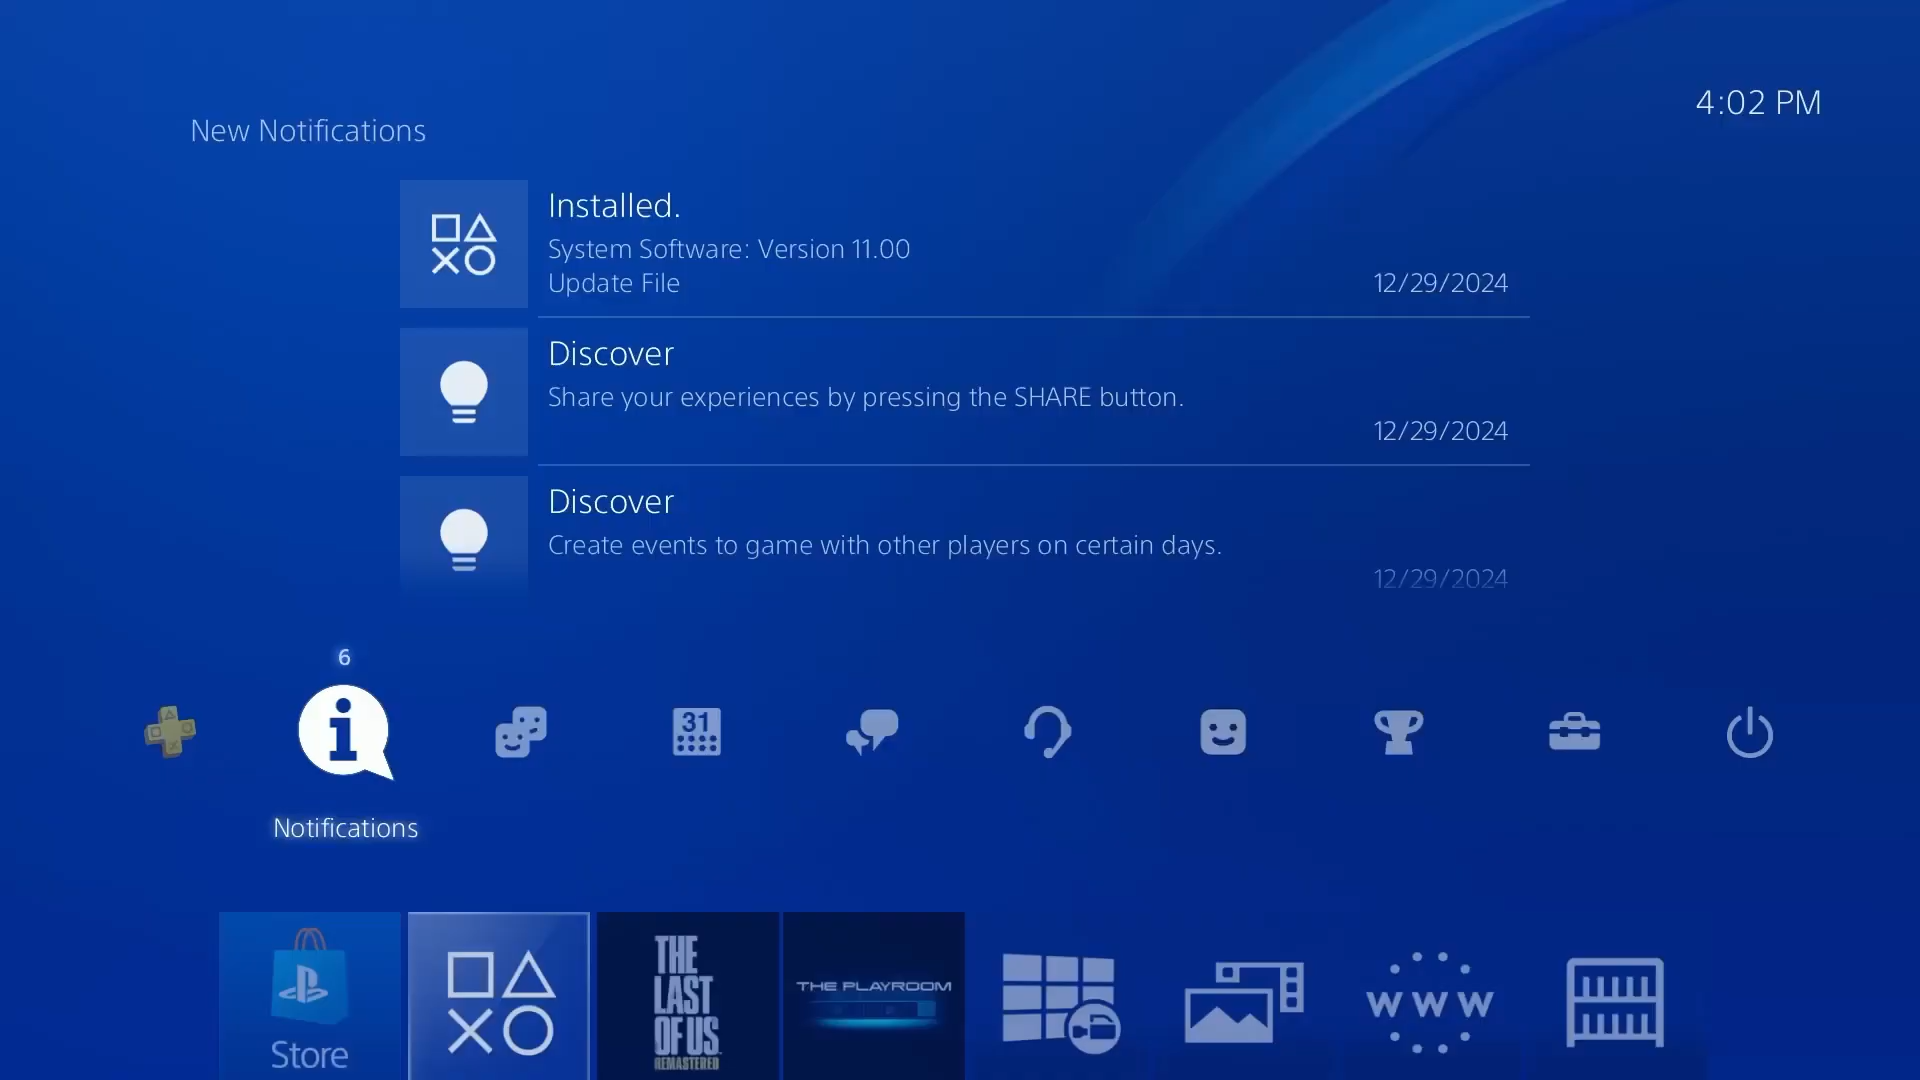 4:02 PM
New Notifications
Installed.
System Software: Version 11.00
Update File
12/29/2024
Discover
Share your experiences by pressing the SHARE button.
12/29/2024
Discover
Create events to game with other players on certain days.
12/29/2024
6
31
Notifications
Store
THE
LAST
OF US
REMASTERED
THE PLAYROOM
WWW